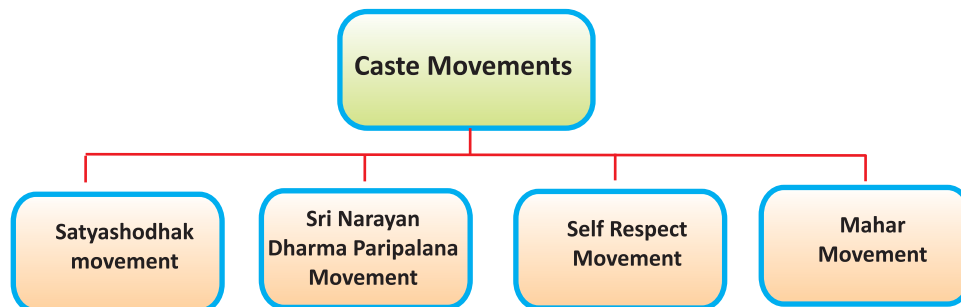 Caste Movements
Satyashodhak
movement
Sri Narayan
Dharma Paripalana
Movement
Self Respect
Movement
Mahar
Movement